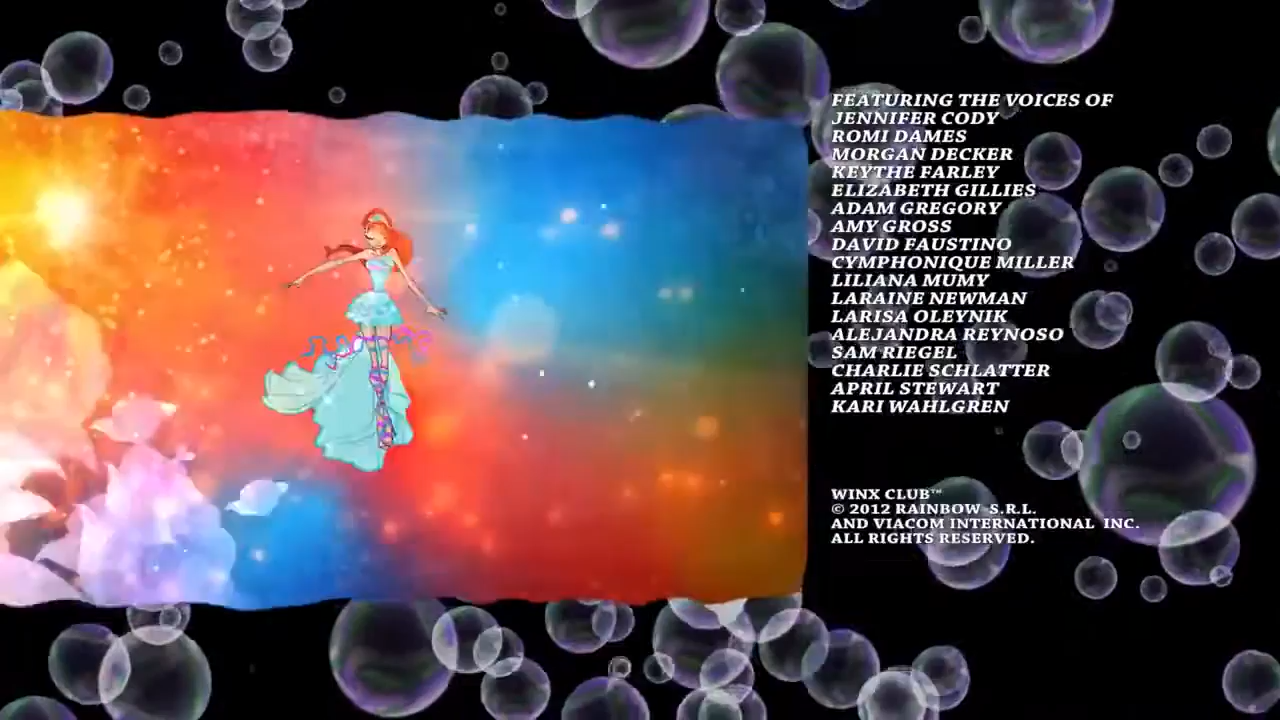 FEATURING THE VOICES OF
JENNIFER CODY
ROMI DAMES
MORGAN DECKER
KEYTHE FARLEY
ELIZABETH GILLIES
ADAM GREGORY
AMY GROSS
DAVID FAUSTINO
CYMPHONIQUE MILLER
LILIANA MUMY
LARAINE NEWMAN
LARISA OLEYNIK
ALEJANDRA REYNOSO
SAM RIEGEL
CHARLIE SCHLATTER
APRIL STEWART
KARI WAHLGREN
WINX CLUB™
© 2012 RAINBOW S.R.L.
AND VIACOM INTERNATIONAL INC.
ALL RIGHTS RESERVED.